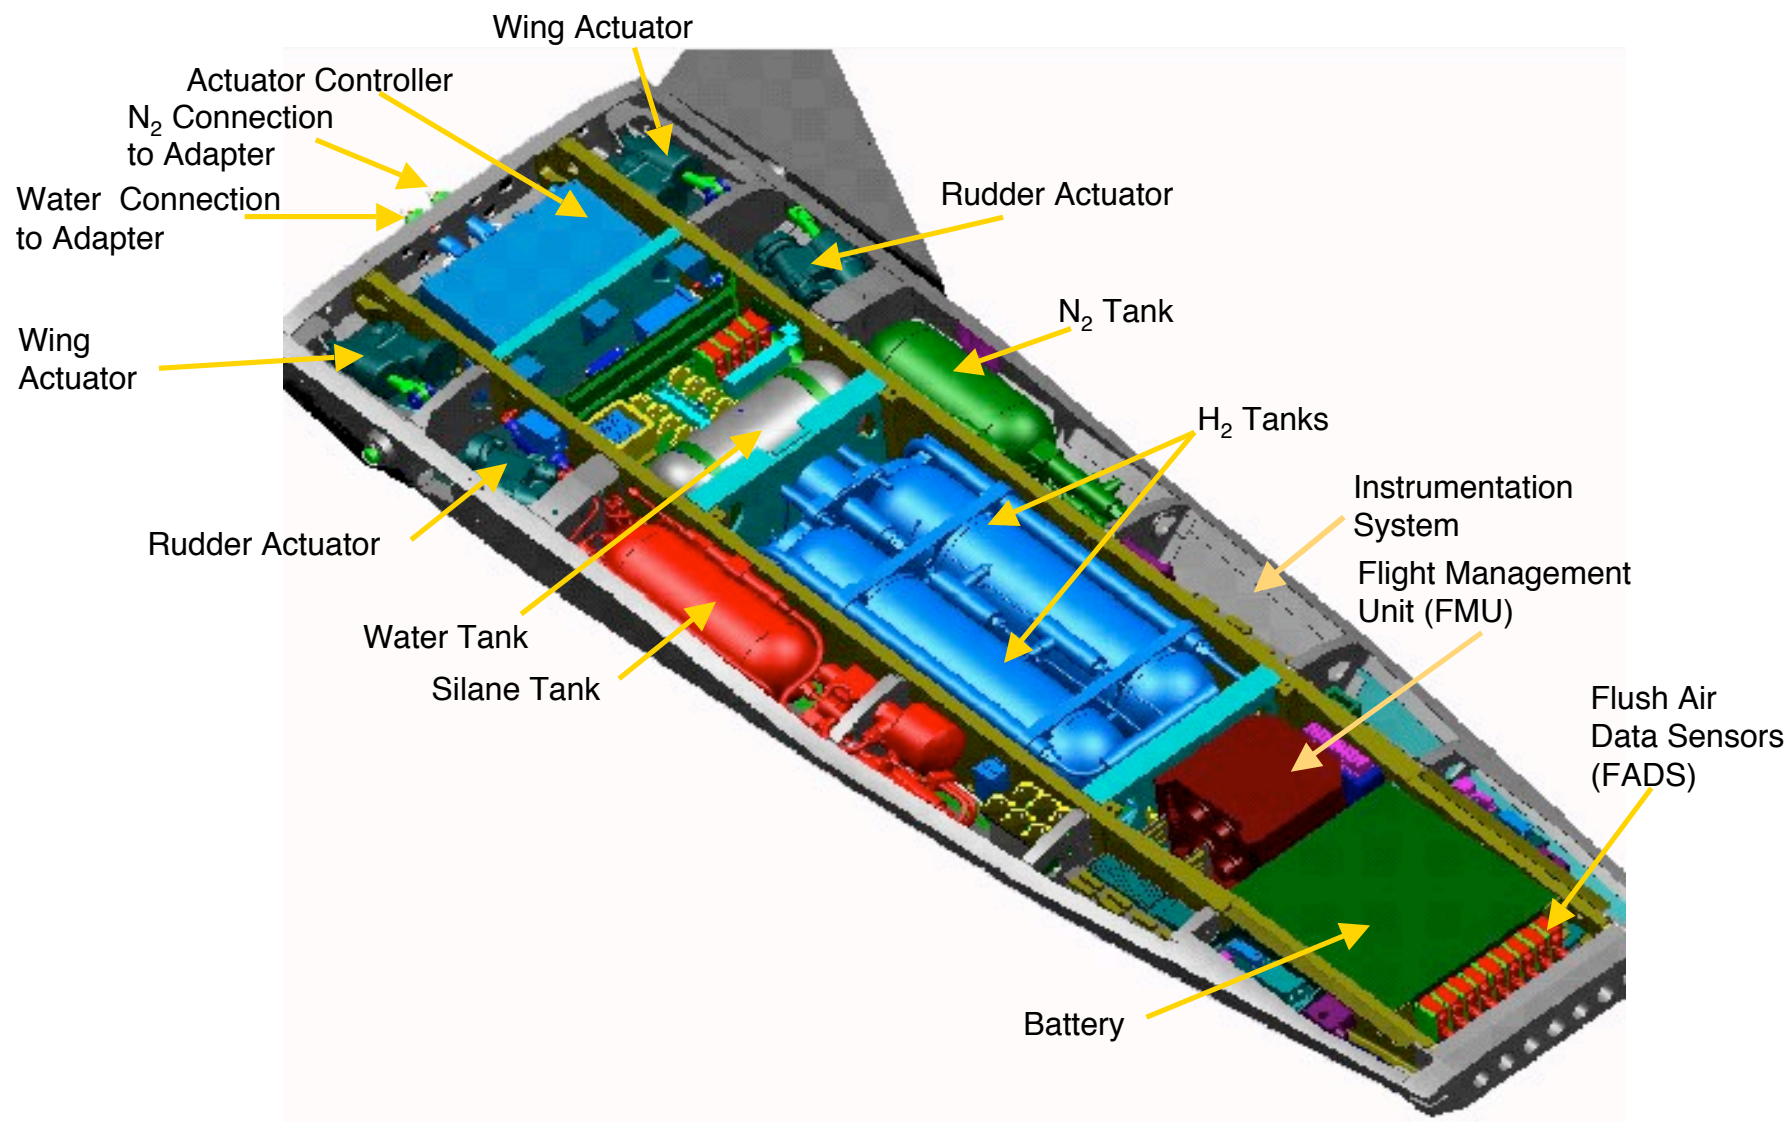 Wing Actuator
Actuator Controller
N₂ Connection
to Adapter
Water Connection
to Adapter
Rudder Actuator
Wing
Actuator
N₂ Tank
H₂ Tanks
Instrumentation
System
Rudder Actuator
Flight Management
Unit (FMU)
Water Tank
Silane Tank
Flush Air
Data Sensors
(FADS)
Battery